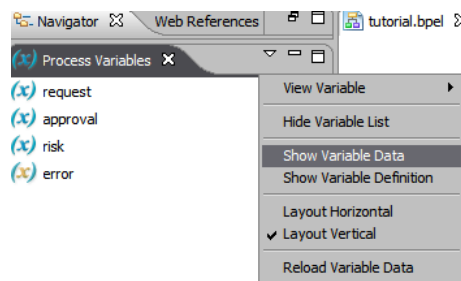 Navigator
Web References
tutorial.bpel
(x) Process Variables
(x) request
(x) approval
(x) risk
(x) error
View Variable
Hide Variable List
Show Variable Data
Show Variable Definition
Layout Horizontal
Layout Vertical
Reload Variable Data